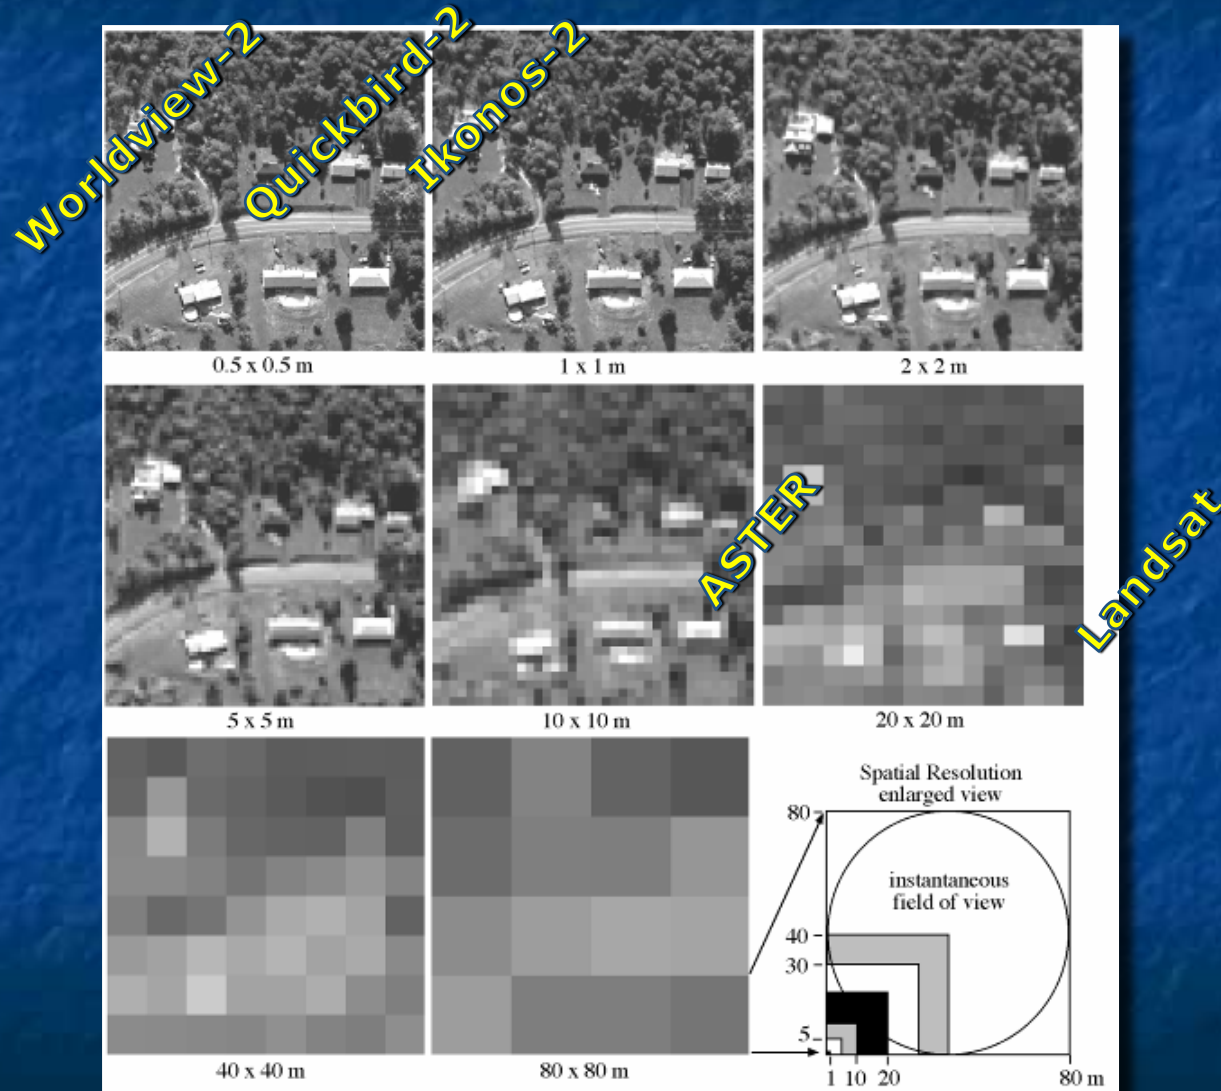 Worldview-2
Quickbird-2
Ikonos-2
0.5 x 0.5 m
1 x 1 m
2 x 2 m
ASTER
Landsat
5 x 5 m
10 x 10 m
20 x 20 m
Spatial Resolution
enlarged view
80
instantaneous
field of view
40
30
5
1 10 20 80 m
40 x 40 m
80 x 80 m